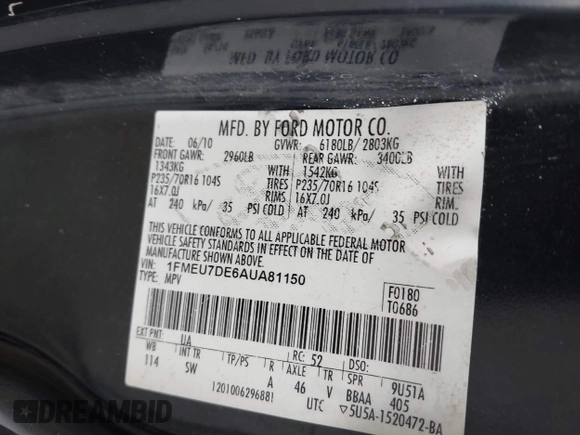 5
MFD. BY FORD MOTOR CO.
DATE: 06/10 GVWR: 6180LB/ 2803KG
FRONT GAWR: 2960LB REAR GAWR: 3400LB
1343KG WITH 1542KG WITH
P235/70R16 104S TIRES P235/70R16 104S TIRES
16X7.0J RIMS 16X7.0J RIM.
AT 240 kPa/ 35 PSI COLD AT 240 kPa/ 35 PSI COLD
THIS VEHICLE CONFORMS TO ALL APPLICABLE FEDERAL MOTOR
VEHICLE SAFETY STANDARDS IN EFFECT ON THE DATE OF
MANUFACTURE SHOWN ABOVE.
VIN: 1FMEU7DE6AUA81150
TYPE: MPV
F0180
T0686
EXT PNT: UA RC: 52 DSO:
WB INT TR TP/PS R AXLE TR SPR 9U51A
114 SW A 46 V BBAA 405
1201006296881 UTC 5U5A-1520472-BA
DREAMBID